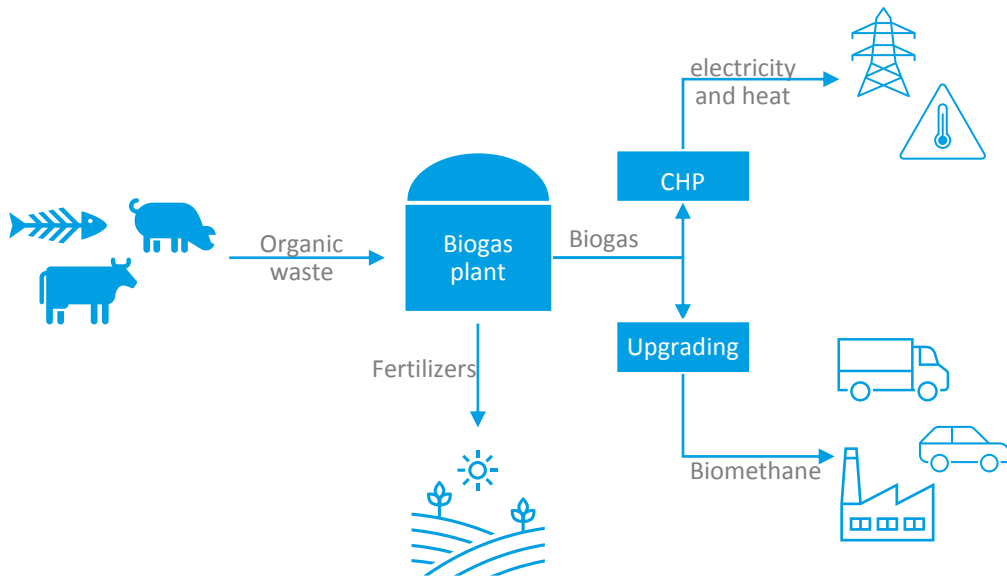 electricity
and heat
CHP
Organic
waste
Biogas
plant
Biogas
Upgrading
Fertilizers
Biomethane